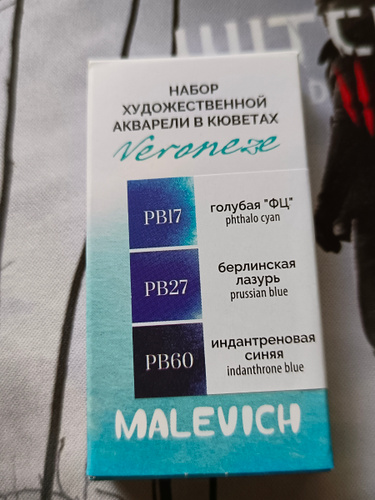 НАБОР
ХУДОЖЕСТВЕННОЙ
АКВАРЕЛИ В КЮВЕТАХ
Veroneze
PB17
голубая "ФЦ"
phthalo cyan
PB27
берлинская
лазурь
prussian blue
PB60
индантреновая
синяя
indanthrone blue
MALEVICH